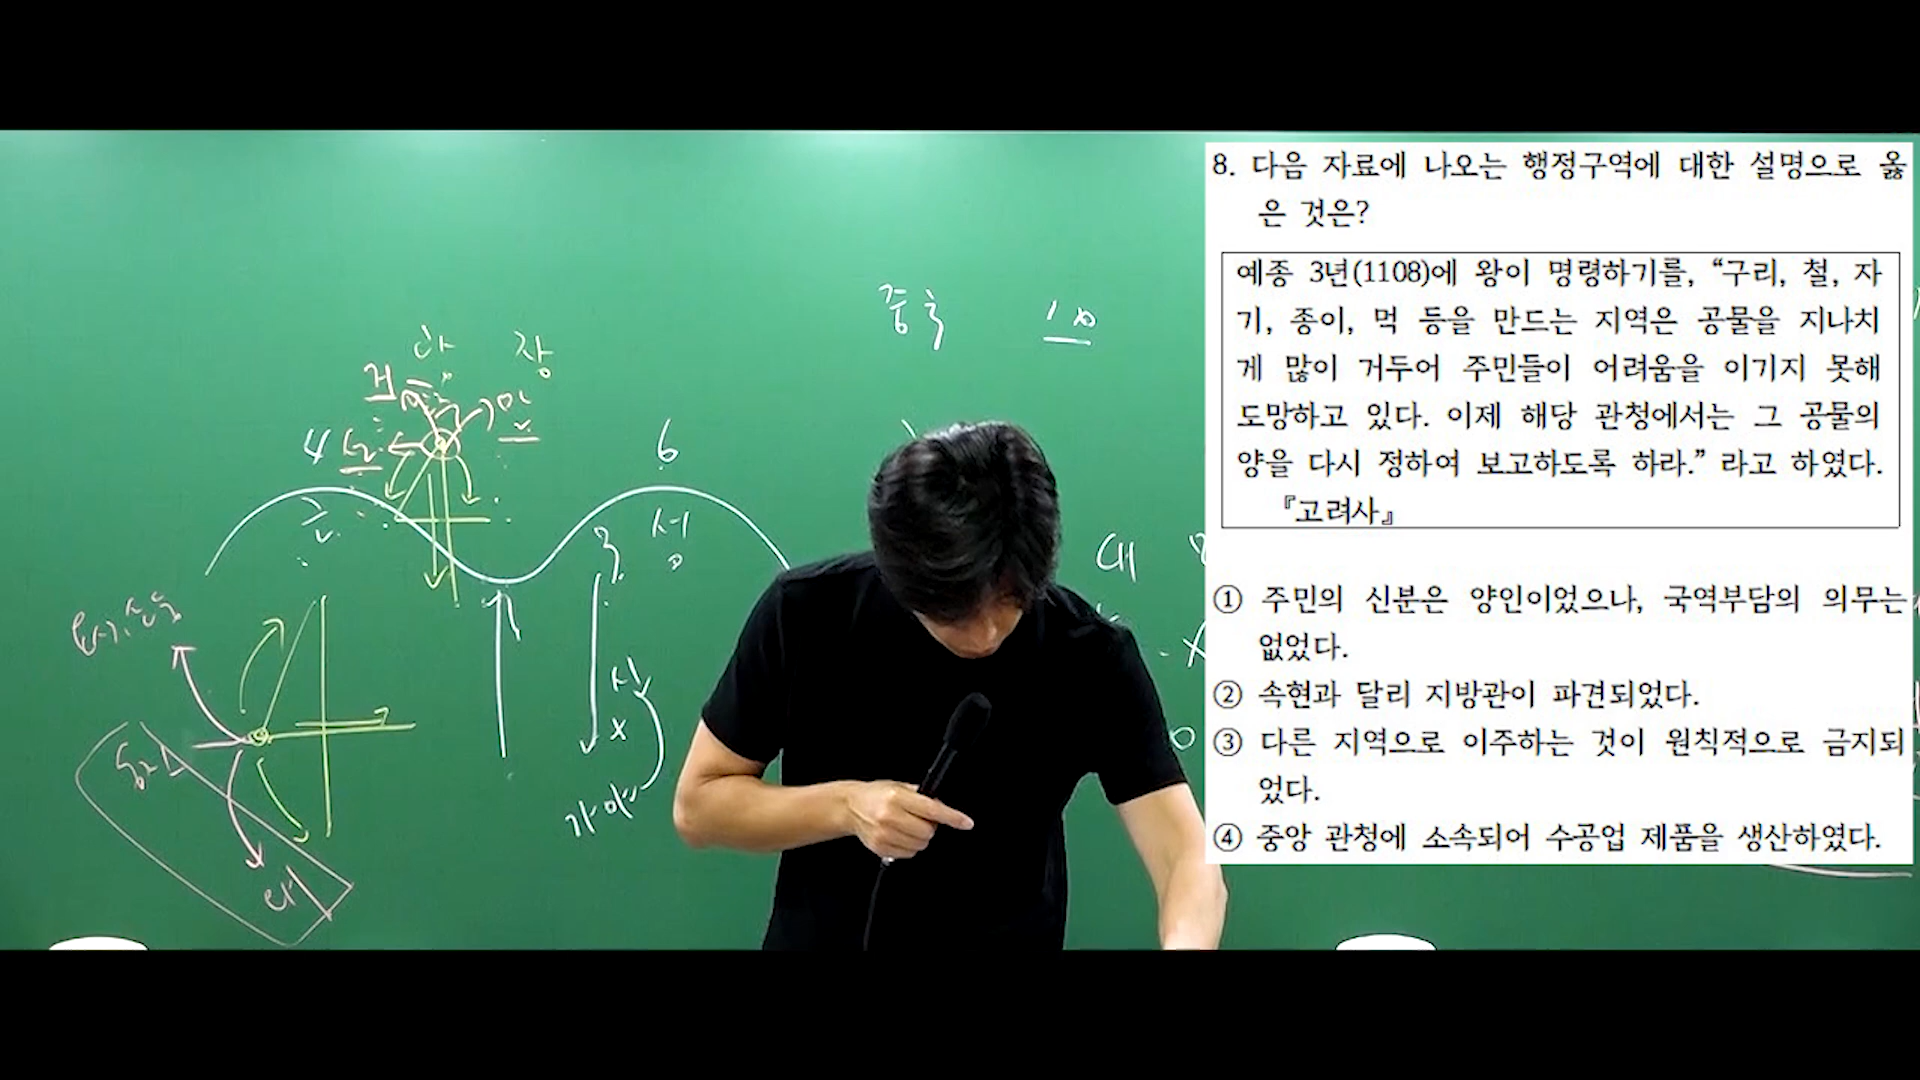 중 후
장
4
6
서
신
x
가야
대
8. 다음 자료에 나오는 행정구역에 대한 설명으로 옳
은 것은?
예종 3년(1108)에 왕이 명령하기를, “구리, 철, 자
기, 종이, 먹 등을 만드는 지역은 공물을 지나치
게 많이 거두어 주민들이 어려움을 이기지 못해
도망하고 있다. 이제 해당 관청에서는 그 공물의
양을 다시 정하여 보고하도록 하라.” 라고 하였다.
『고려사』
① 주민의 신분은 양인이었으나, 국역부담의 의무는
없었다.
② 속현과 달리 지방관이 파견되었다.
③ 다른 지역으로 이주하는 것이 원칙적으로 금지되
었다.
④ 중앙 관청에 소속되어 수공업 제품을 생산하였다.